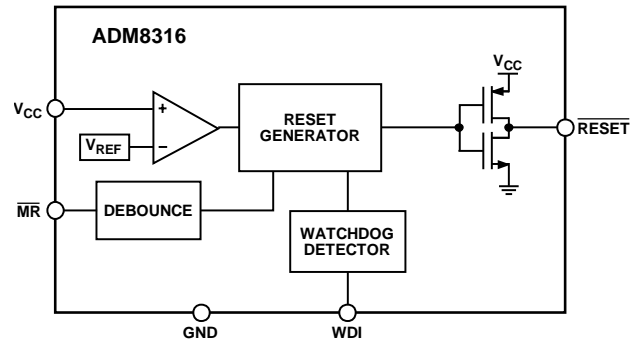 ADM8316
VCC
VCC
+
RESET
GENERATOR
RESET
VREF
−
MR
DEBOUNCE
WATCHDOG
DETECTOR
GND
WDI